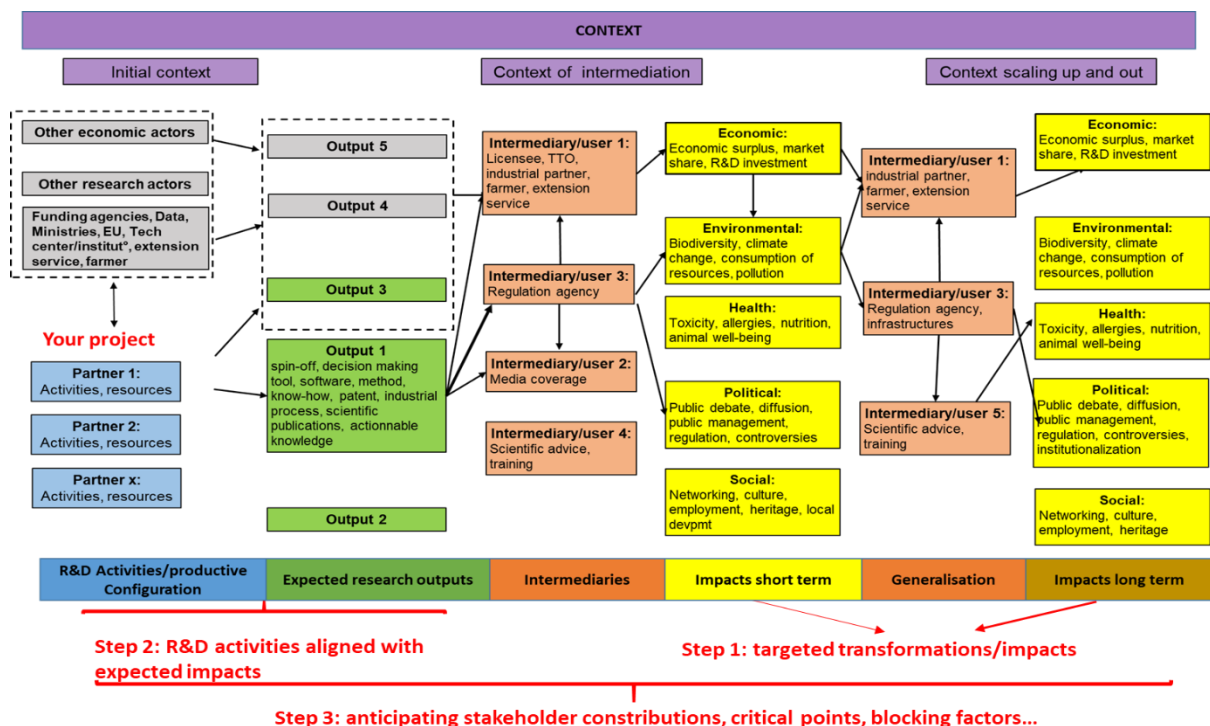 CONTEXT
Initial context
Context of intermediation
Context scaling up and out
Other economic actors
Other research actors
Funding agencies, Data,
Ministries, EU, Tech
center/institut°, extension
service, farmer
Your project
Partner 1:
Activities, resources
Partner 2:
Activities, resources
Partner x:
Activities, resources
Output 5
Output 4
Output 3
Output 1
spin-off, decision making
tool, software, method,
know-how, patent, industrial
process, scientific
publications, actionnable
knowledge
Output 2
Intermediary/user 1:
Licensee, TTO,
industrial partner,
farmer, extension
service
Intermediary/user 3:
Regulation agency
Intermediary/user 2:
Media coverage
Intermediary/user 4:
Scientific advice,
training
Economic:
Economic surplus, market
share, R&D investment
Environmental:
Biodiversity, climate
change, consumption of
resources, pollution
Health:
Toxicity, allergies, nutrition,
animal well-being
Political:
Public debate, diffusion,
public management,
regulation, controversies
Social:
Networking, culture,
employment, heritage, local
devpmt
Intermediary/user 1:
industrial partner,
farmer, extension
service
Intermediary/user 3:
Regulation agency,
infrastructures
Intermediary/user 5:
Scientific advice,
training
Economic:
Economic surplus, market
share, R&D investment
Environmental:
Biodiversity, climate
change, consumption of
resources, pollution
Health:
Toxicity, allergies, nutrition,
animal well-being
Political:
Public debate, diffusion,
public management,
regulation, controversies,
institutionalization
Social:
Networking, culture,
employment, heritage
R&D Activities/productive
Configuration
Expected research outputs
Intermediaries
Impacts short term
Generalisation
Impacts long term
Step 2: R&D activities aligned with
expected impacts
Step 1: targeted transformations/impacts
Step 3: anticipating stakeholder constributions, critical points, blocking factors...